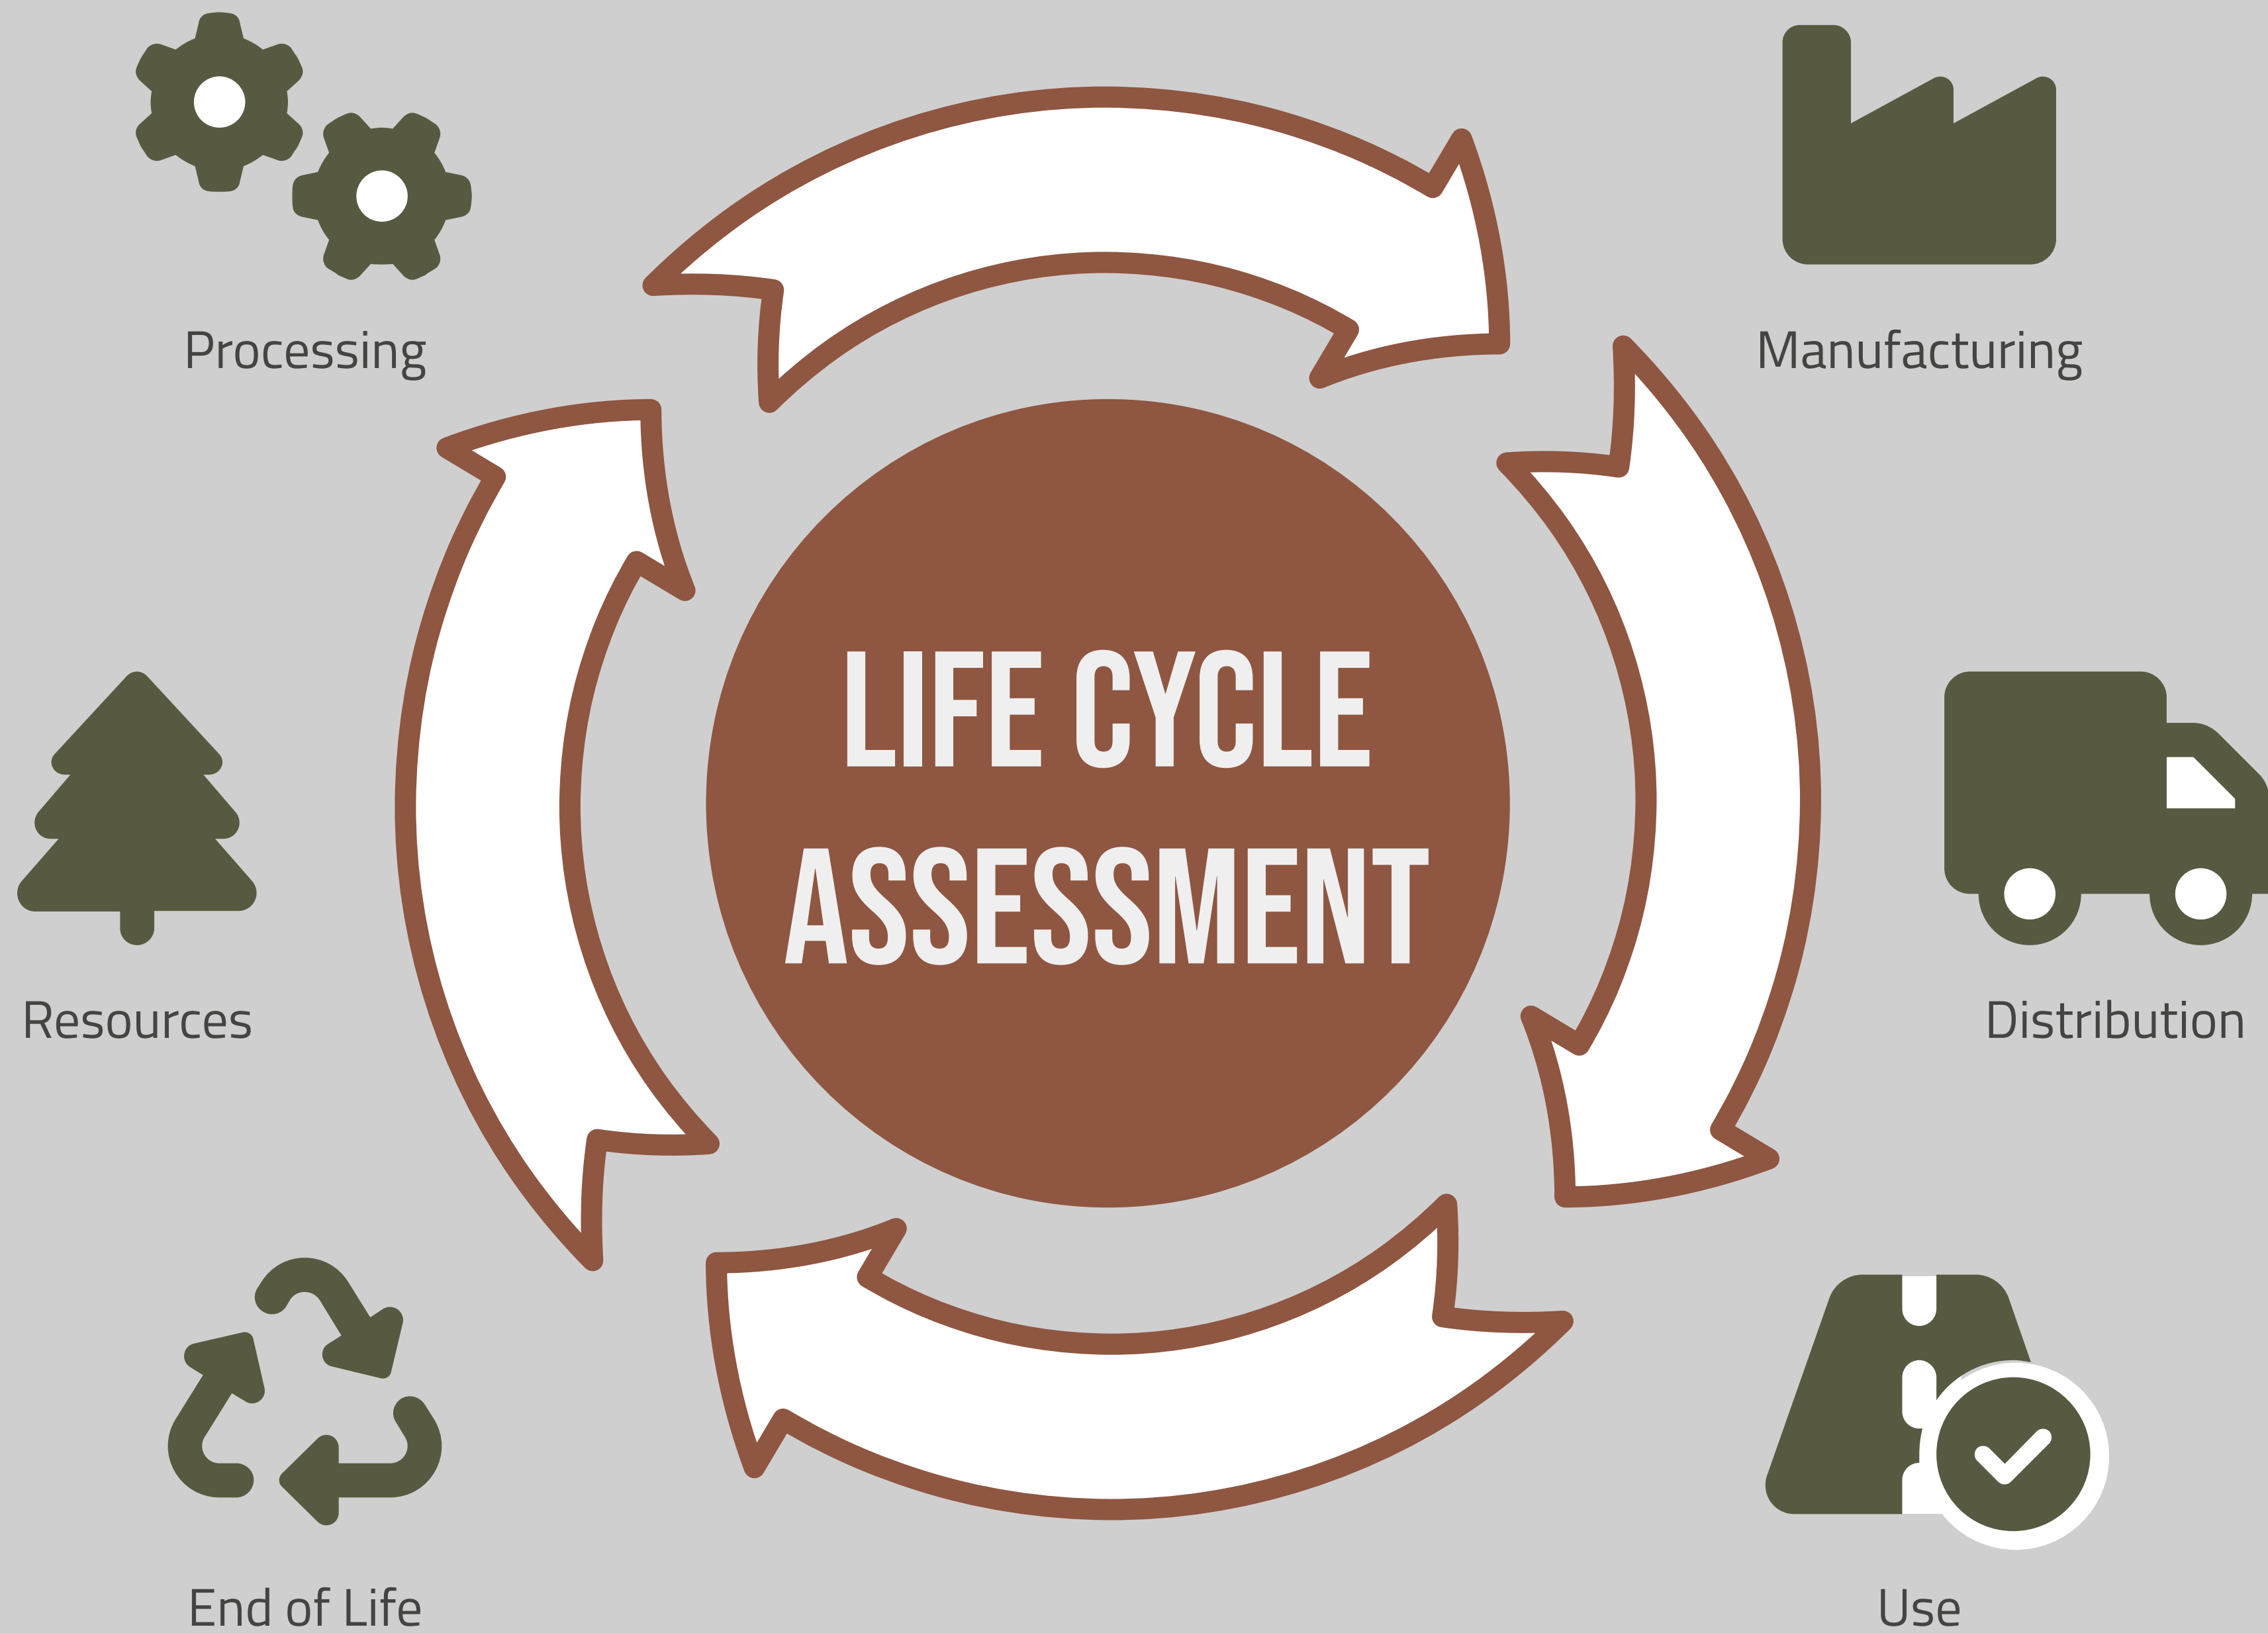 Processing
Manufacturing
LIFE CYCLE
ASSESSMENT
Resources
Distribution
End of Life
Use